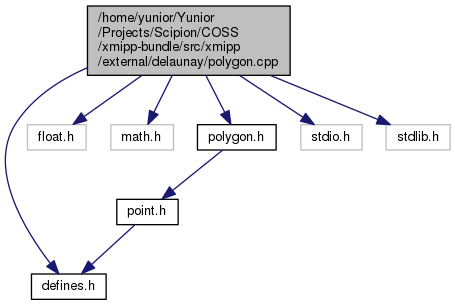 /home/yunior/Yunior
/Projects/Scipion/COSS
/xmipp-bundle/src/xmipp
/external/delaunay/polygon.cpp
float.h
math.h
polygon.h
stdio.h
stdlib.h
point.h
defines.h